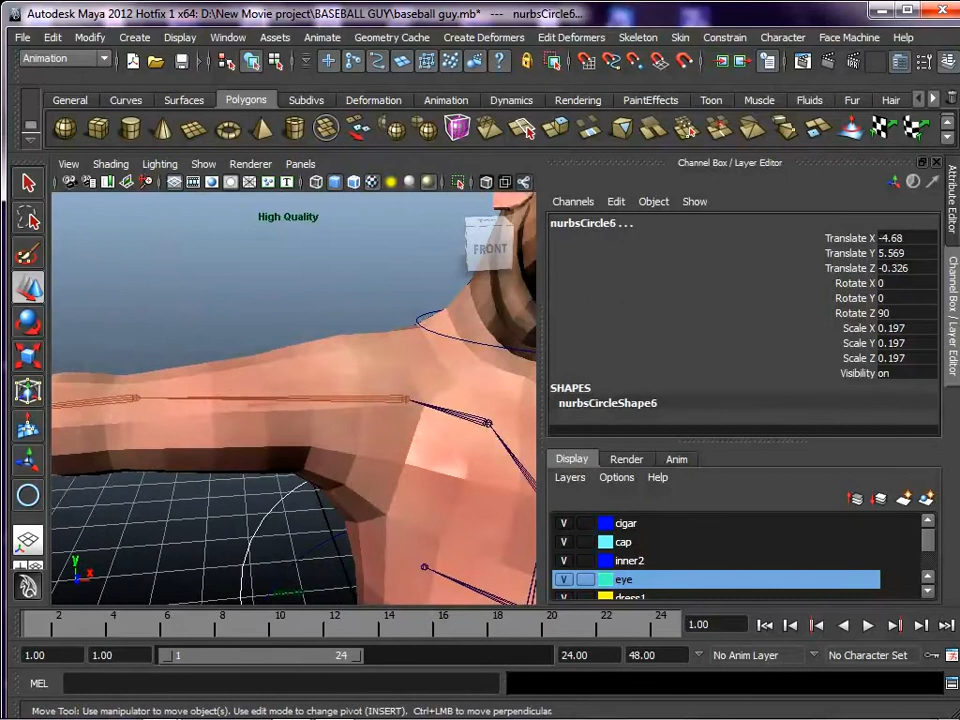 Autodesk Maya 2012 Hotfix 1 x64: D:\New Movie project\BASEBALL GUY\baseball guy.mb* --- nurbsCircle6...
File Edit Modify Create Display Window Assets Animate Geometry Cache Create Deformers Edit Deformers Skeleton Skin Constrain Character Face Machine Help
Animation
General Curves Surfaces Polygons Subdivs Deformation Animation Dynamics Rendering PaintEffects Toon Muscle Fluids Fur Hair
View Shading Lighting Show Renderer Panels
Channel Box / Layer Editor
High Quality
FRONT
Channels Edit Object Show
nurbsCircle6 . . .
Translate X -4.68
Translate Y 5.569
Translate Z -0.326
Rotate X 0
Rotate Y 0
Rotate Z 90
Scale X 0.197
Scale Y 0.197
Scale Z 0.197
Visibility on
SHAPES
nurbsCircleShape6
Display Render Anim
Layers Options Help
V cigar
V cap
V inner2
V eye
V dress1
Attribute Editor
Channel Box / Layer Editor
y
x
2 4 6 8 10 12 14 16 18 20 22 24
1.00
1.00 1.00 1 24 24.00 48.00 No Anim Layer No Character Set
MEL
Move Tool: Use manipulator to move object(s). Use edit mode to change pivot (INSERT). Ctrl+LMB to move perpendicular.